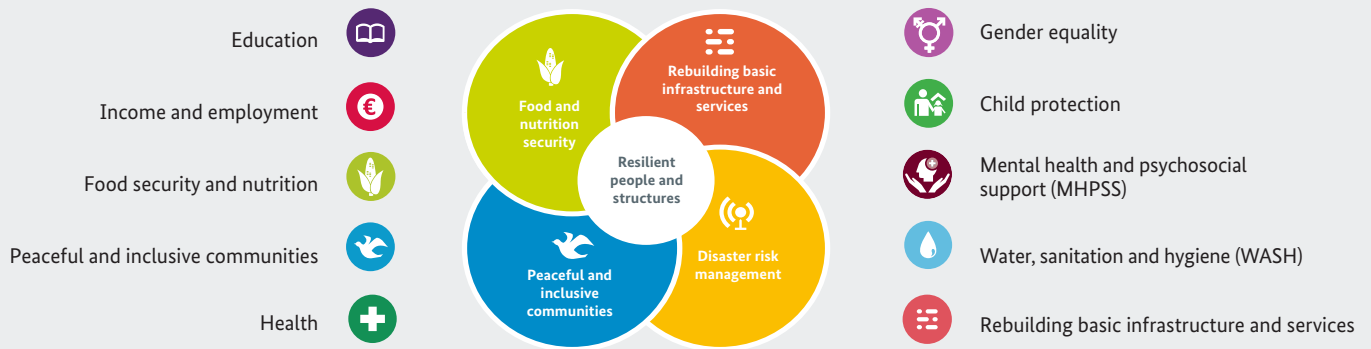 Education
Income and employment
Food security and nutrition
Peaceful and inclusive communities
Health
Food and
nutrition
security
Rebuilding basic
infrastructure and
services
Resilient
people and
structures
Peaceful and
inclusive
communities
Disaster risk
management
Gender equality
Child protection
Mental health and psychosocial
support (MHPSS)
Water, sanitation and hygiene (WASH)
Rebuilding basic infrastructure and services